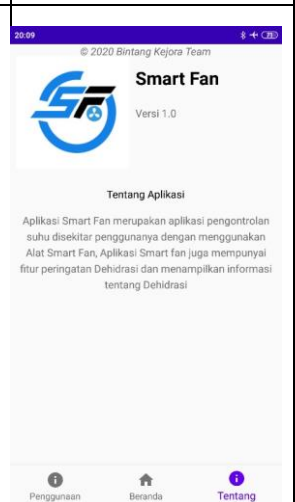 20:09
© 2020 Bintang Kejora Team
SF
Smart Fan
Versi 1.0
Tentang Aplikasi
Aplikasi Smart Fan merupakan aplikasi pengontrolan
suhu disekitar penggunanya dengan menggunakan
Alat Smart Fan, Aplikasi Smart fan juga mempunyai
fitur peringatan Dehidrasi dan menampilkan informasi
tentang Dehidrasi
Penggunaan
Beranda
Tentang